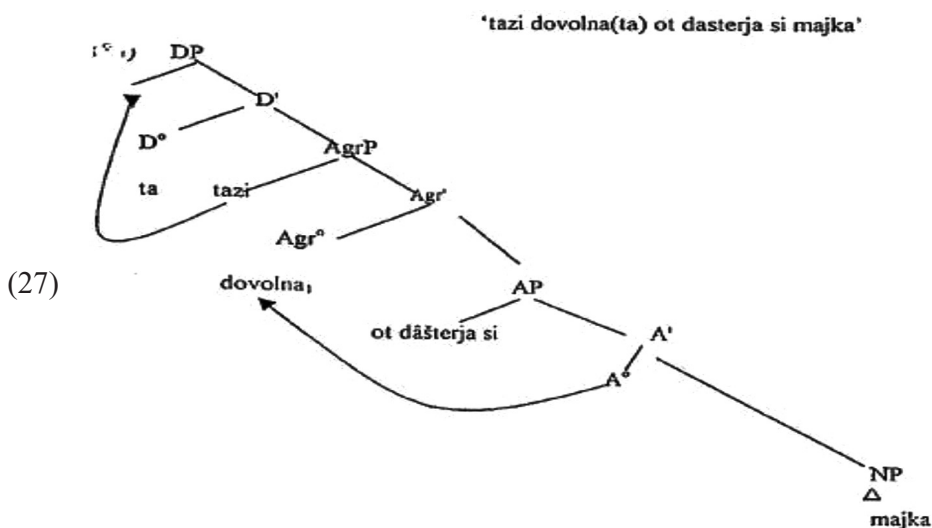 'tazi dovolna(ta) ot dasterja si majka'
DP
D'
D°
AgrP
ta tazi
Agr'
Agr°
(27)
dovolna₁
AP
ot dâšterja si
A'
A°
NP
majka